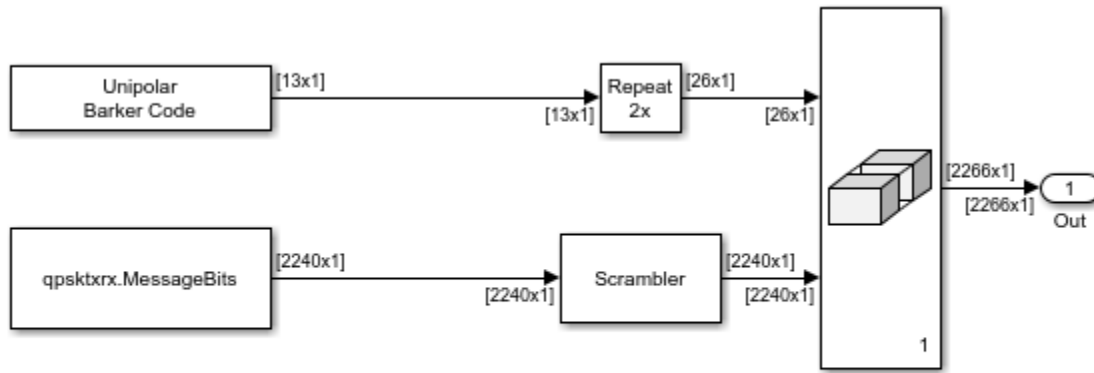 Unipolar
Barker Code
[13x1]
[13x1]
Repeat
2x
[26x1]
[26x1]
qpsktxrx.MessageBits
[2240x1]
[2240x1]
Scrambler
[2240x1]
[2240x1]
1
[2266x1]
[2266x1]
1
Out